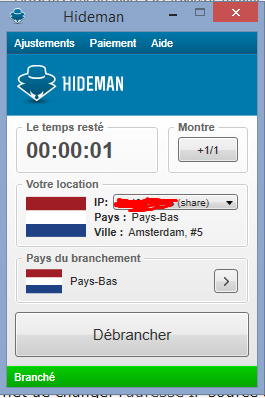 Hideman
Ajustements Paiement Aide
HIDEMAN
Le temps resté
00:00:01
Montre
+1/1
Votre location
IP: (share)
Pays : Pays-Bas
Ville : Amsterdam, #5
Pays du branchement
Pays-Bas
Débrancher
Branché